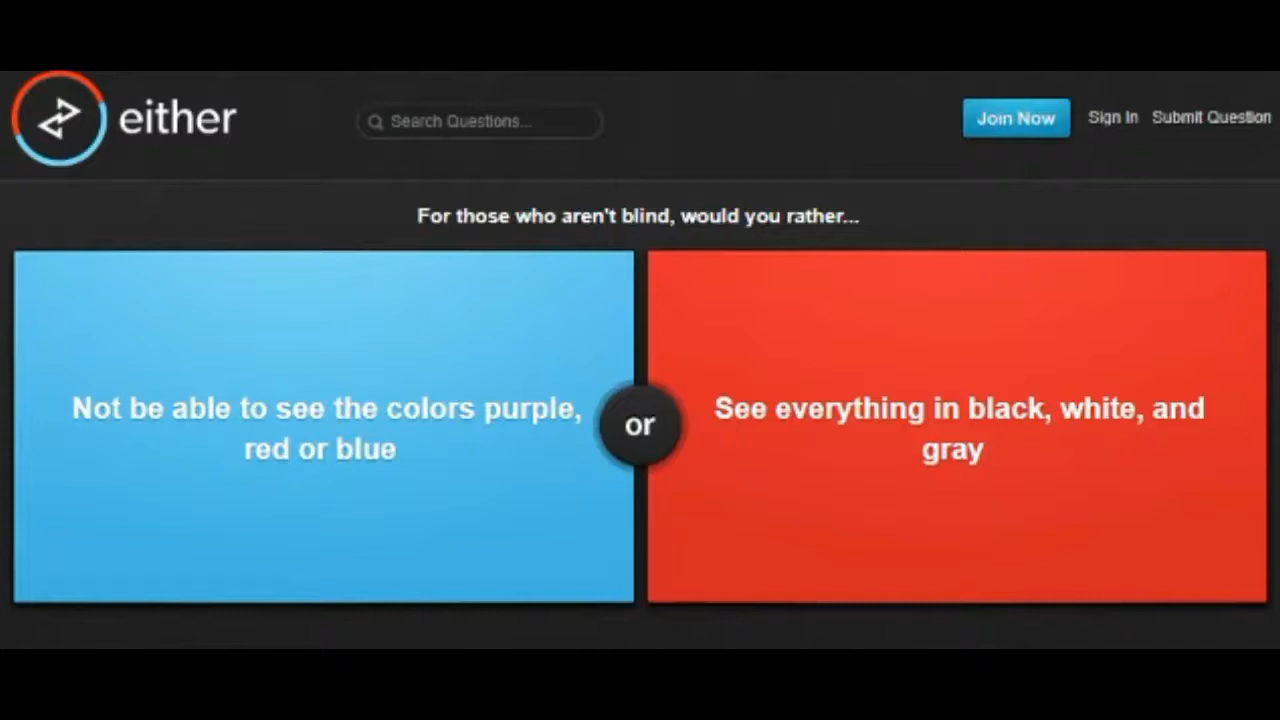 either
Search Questions...
Join Now
Sign In
Submit Question
For those who aren't blind, would you rather...
Not be able to see the colors purple,
red or blue
or
See everything in black, white, and
gray